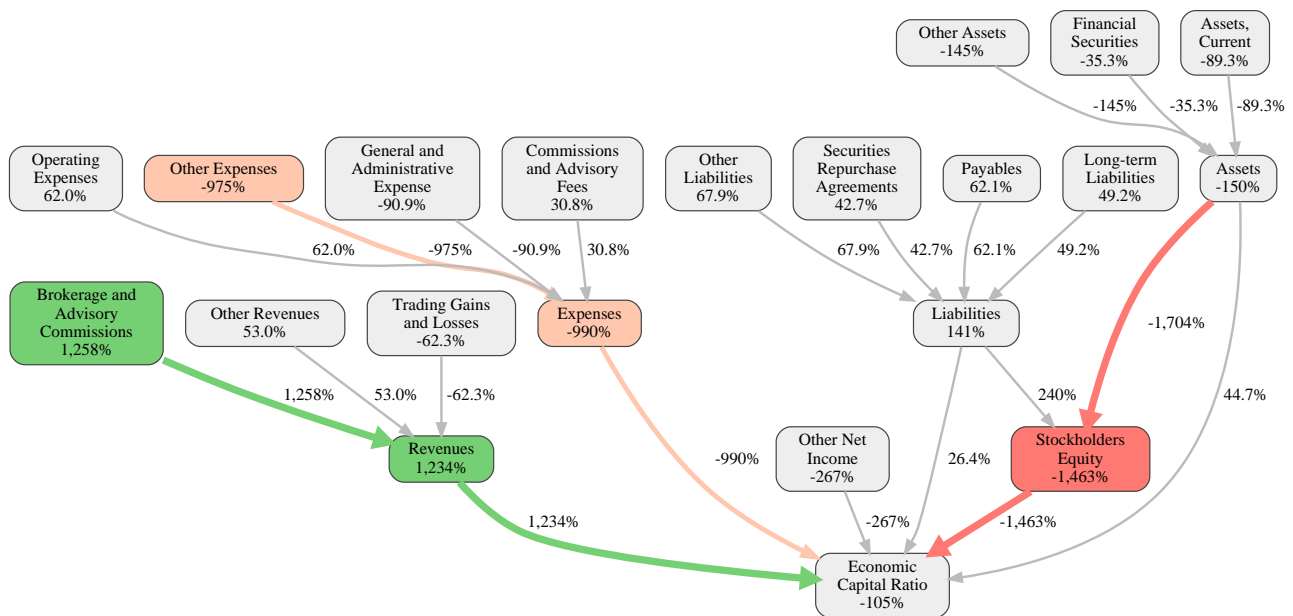 Other Assets
-145%
Financial
Securities
-35.3%
Assets,
Current
-89.3%
-145%
-35.3%
-89.3%
Operating
Expenses
62.0%
Other Expenses
-975%
General and
Administrative
Expense
-90.9%
Commissions
and Advisory
Fees
30.8%
Other
Liabilities
67.9%
Securities
Repurchase
Agreements
42.7%
Payables
62.1%
Long-term
Liabilities
49.2%
Assets
-150%
62.0%
-975%
-90.9%
30.8%
67.9%
42.7%
62.1%
49.2%
Brokerage and
Advisory
Commissions
1,258%
Other Revenues
53.0%
Trading Gains
and Losses
-62.3%
Expenses
-990%
Liabilities
141%
-1,704%
1,258%
53.0%
-62.3%
240%
44.7%
Revenues
1,234%
-990%
Other Net
Income
-267%
26.4%
Stockholders
Equity
-1,463%
1,234%
-267%
-1,463%
Economic
Capital Ratio
-105%